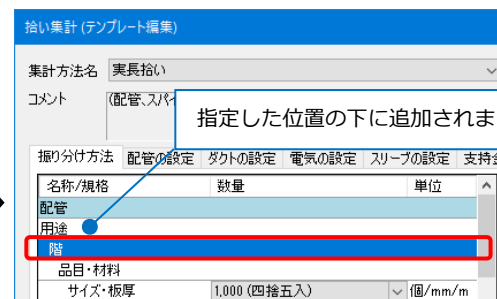 拾い集計 (テンプレート編集)
集計方法名 実長拾い
コメント (配管、スパイ
指定した位置の下に追加されま
振り分け方法 配管の設定 ダクトの設定 電気の設定 スリーブの設定 支持金
名称/規格 数量 単位
配管
用途
階
品目・材料
サイズ・板厚 1,000 (四捨五入) 個/mm/m